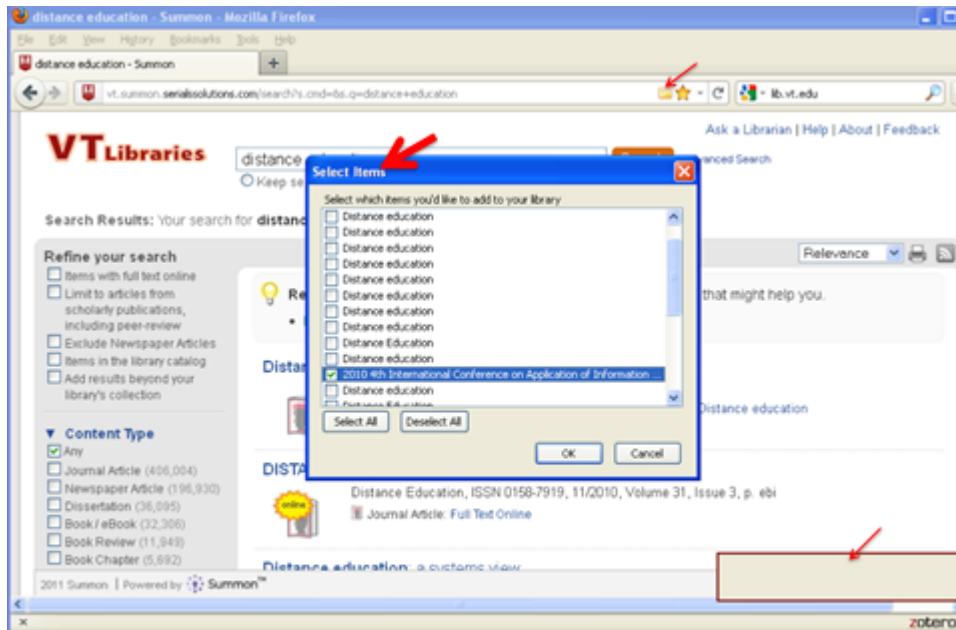 distance education - Summon - Mozilla Firefox
File Edit View History Bookmarks Tools Help
distance education - Summon +
vt.summon.serialssolutions.com/search?s.cmd=&s.q=distance+education
lib.vt.edu
Ask a Librarian | Help | About | Feedback
VTLibraries
distance
Keep se
anced Search
Search Results: Your search for distanc
Relevance
Refine your search
Items with full text online
Limit to articles from
scholarly publications,
including peer-review
Exclude Newspaper Articles
Items in the library catalog
Add results beyond your
library's collection
Content Type
Any
Journal Article (406,004)
Newspaper Article (196,930)
Dissertation (36,095)
Book / eBook (32,306)
Book Review (11,949)
Book Chapter (5,692)
Select Items
Select which items you'd like to add to your library
Distance education
Distance education
Distance education
Distance education
Distance education
Distance education
Distance education
Distance education
Distance Education
Distance education
2010 4th International Conference on Application of Information ...
Distance education
Distance Education
Select All
Deselect All
OK
Cancel
Re
that might help you.
Distan
Distance education
DISTA
online
Distance Education, ISSN 0158-7919, 11/2010, Volume 31, Issue 3, p. ebi
Journal Article: Full Text Online
Distance education: a systems view
2011 Summon | Powered by Summon™
zotero